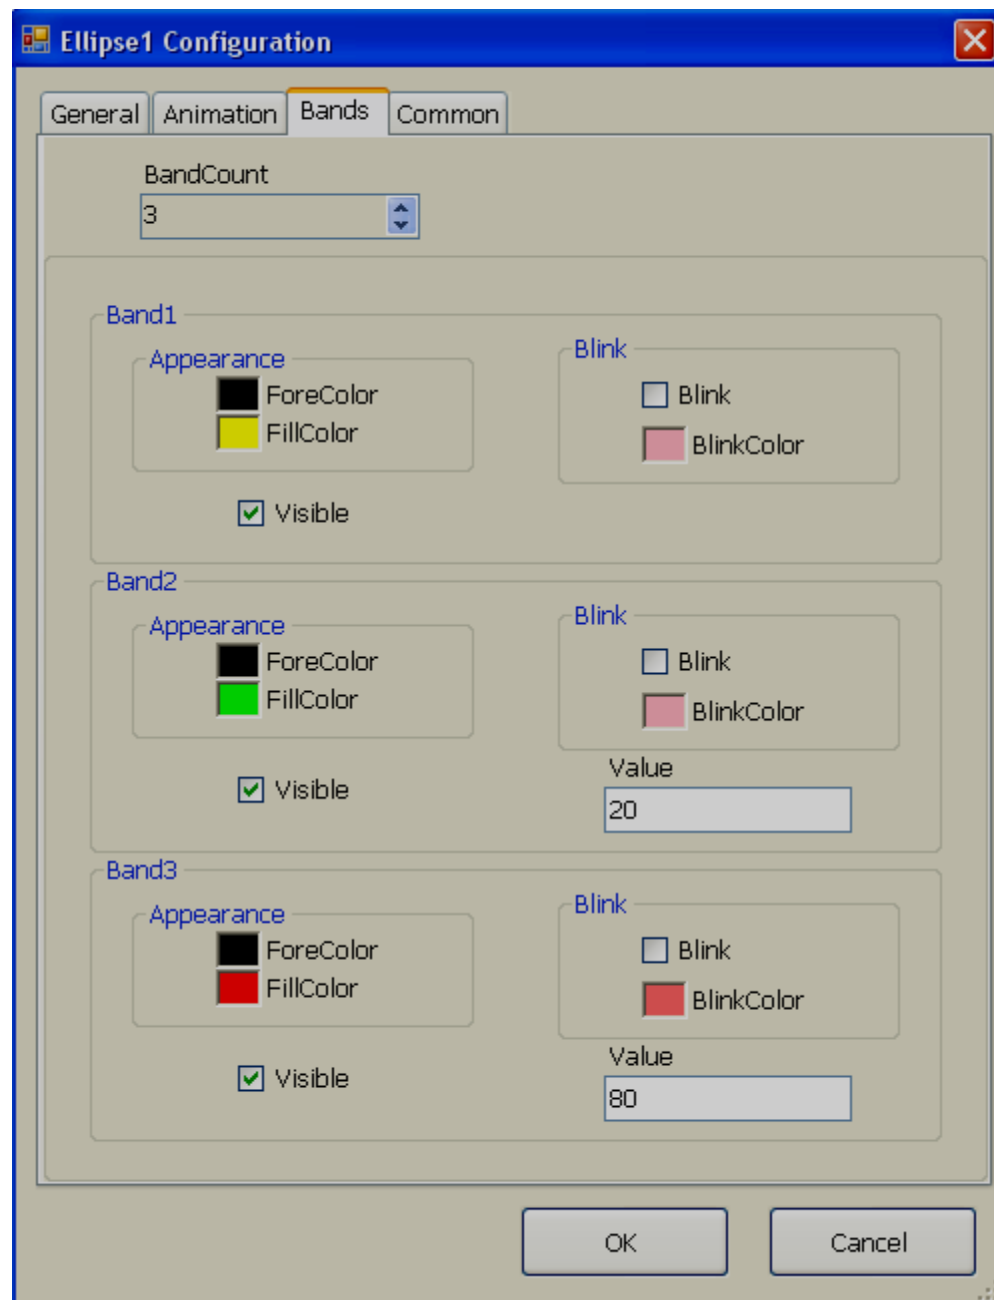 Ellipse1 Configuration
General Animation Bands Common
BandCount
3
Band1
Appearance
ForeColor
FillColor
Visible
Blink
Blink
BlinkColor
Band2
Appearance
ForeColor
FillColor
Visible
Blink
Blink
BlinkColor
Value
20
Band3
Appearance
ForeColor
FillColor
Visible
Blink
Blink
BlinkColor
Value
80
OK Cancel